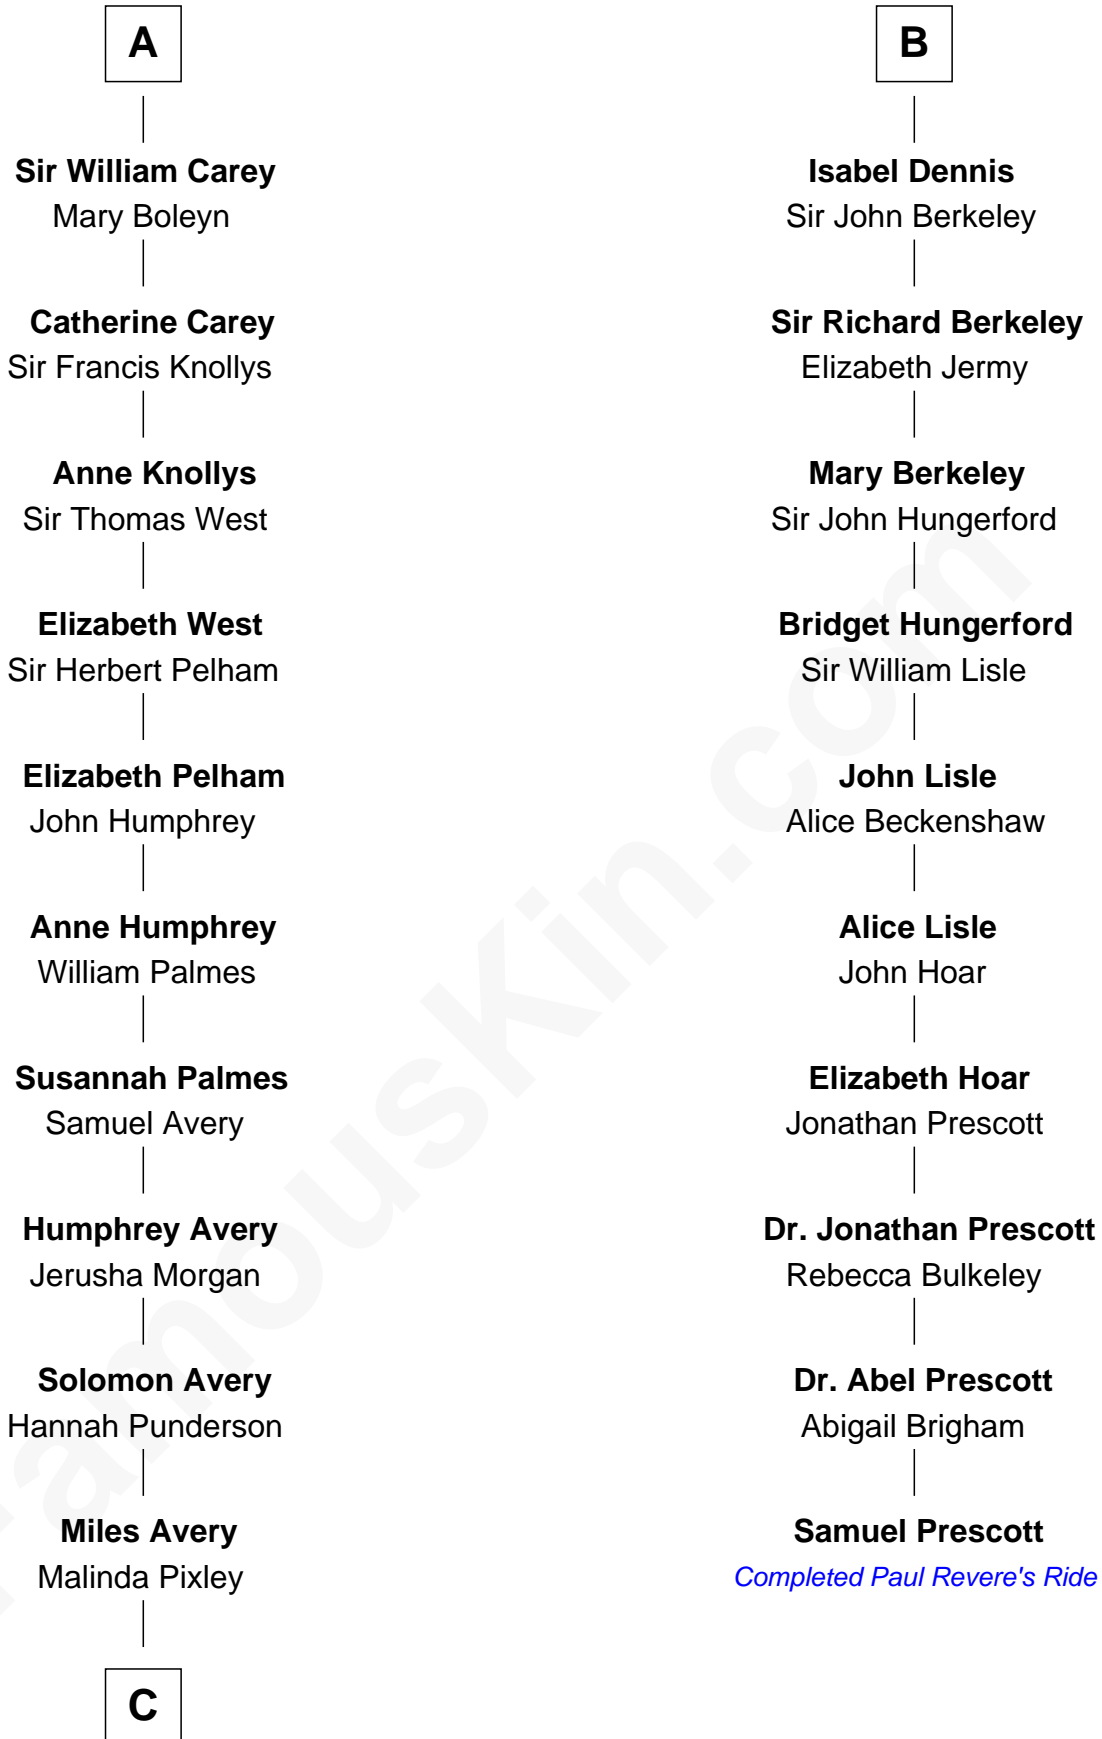 A
Sir William Carey
Mary Boleyn
Catherine Carey
Sir Francis Knollys
Anne Knollys
Sir Thomas West
Elizabeth West
Sir Herbert Pelham
Elizabeth Pelham
John Humphrey
Anne Humphrey
William Palmes
Susannah Palmes
Samuel Avery
Humphrey Avery
Jerusha Morgan
Solomon Avery
Hannah Punderson
Miles Avery
Malinda Pixley
C
B
Isabel Dennis
Sir John Berkeley
Sir Richard Berkeley
Elizabeth Jermy
Mary Berkeley
Sir John Hungerford
Bridget Hungerford
Sir William Lisle
John Lisle
Alice Beckenshaw
Alice Lisle
John Hoar
Elizabeth Hoar
Jonathan Prescott
Dr. Jonathan Prescott
Rebecca Bulkeley
Dr. Abel Prescott
Abigail Brigham
Samuel Prescott
Completed Paul Revere's Ride
FamousKin.com